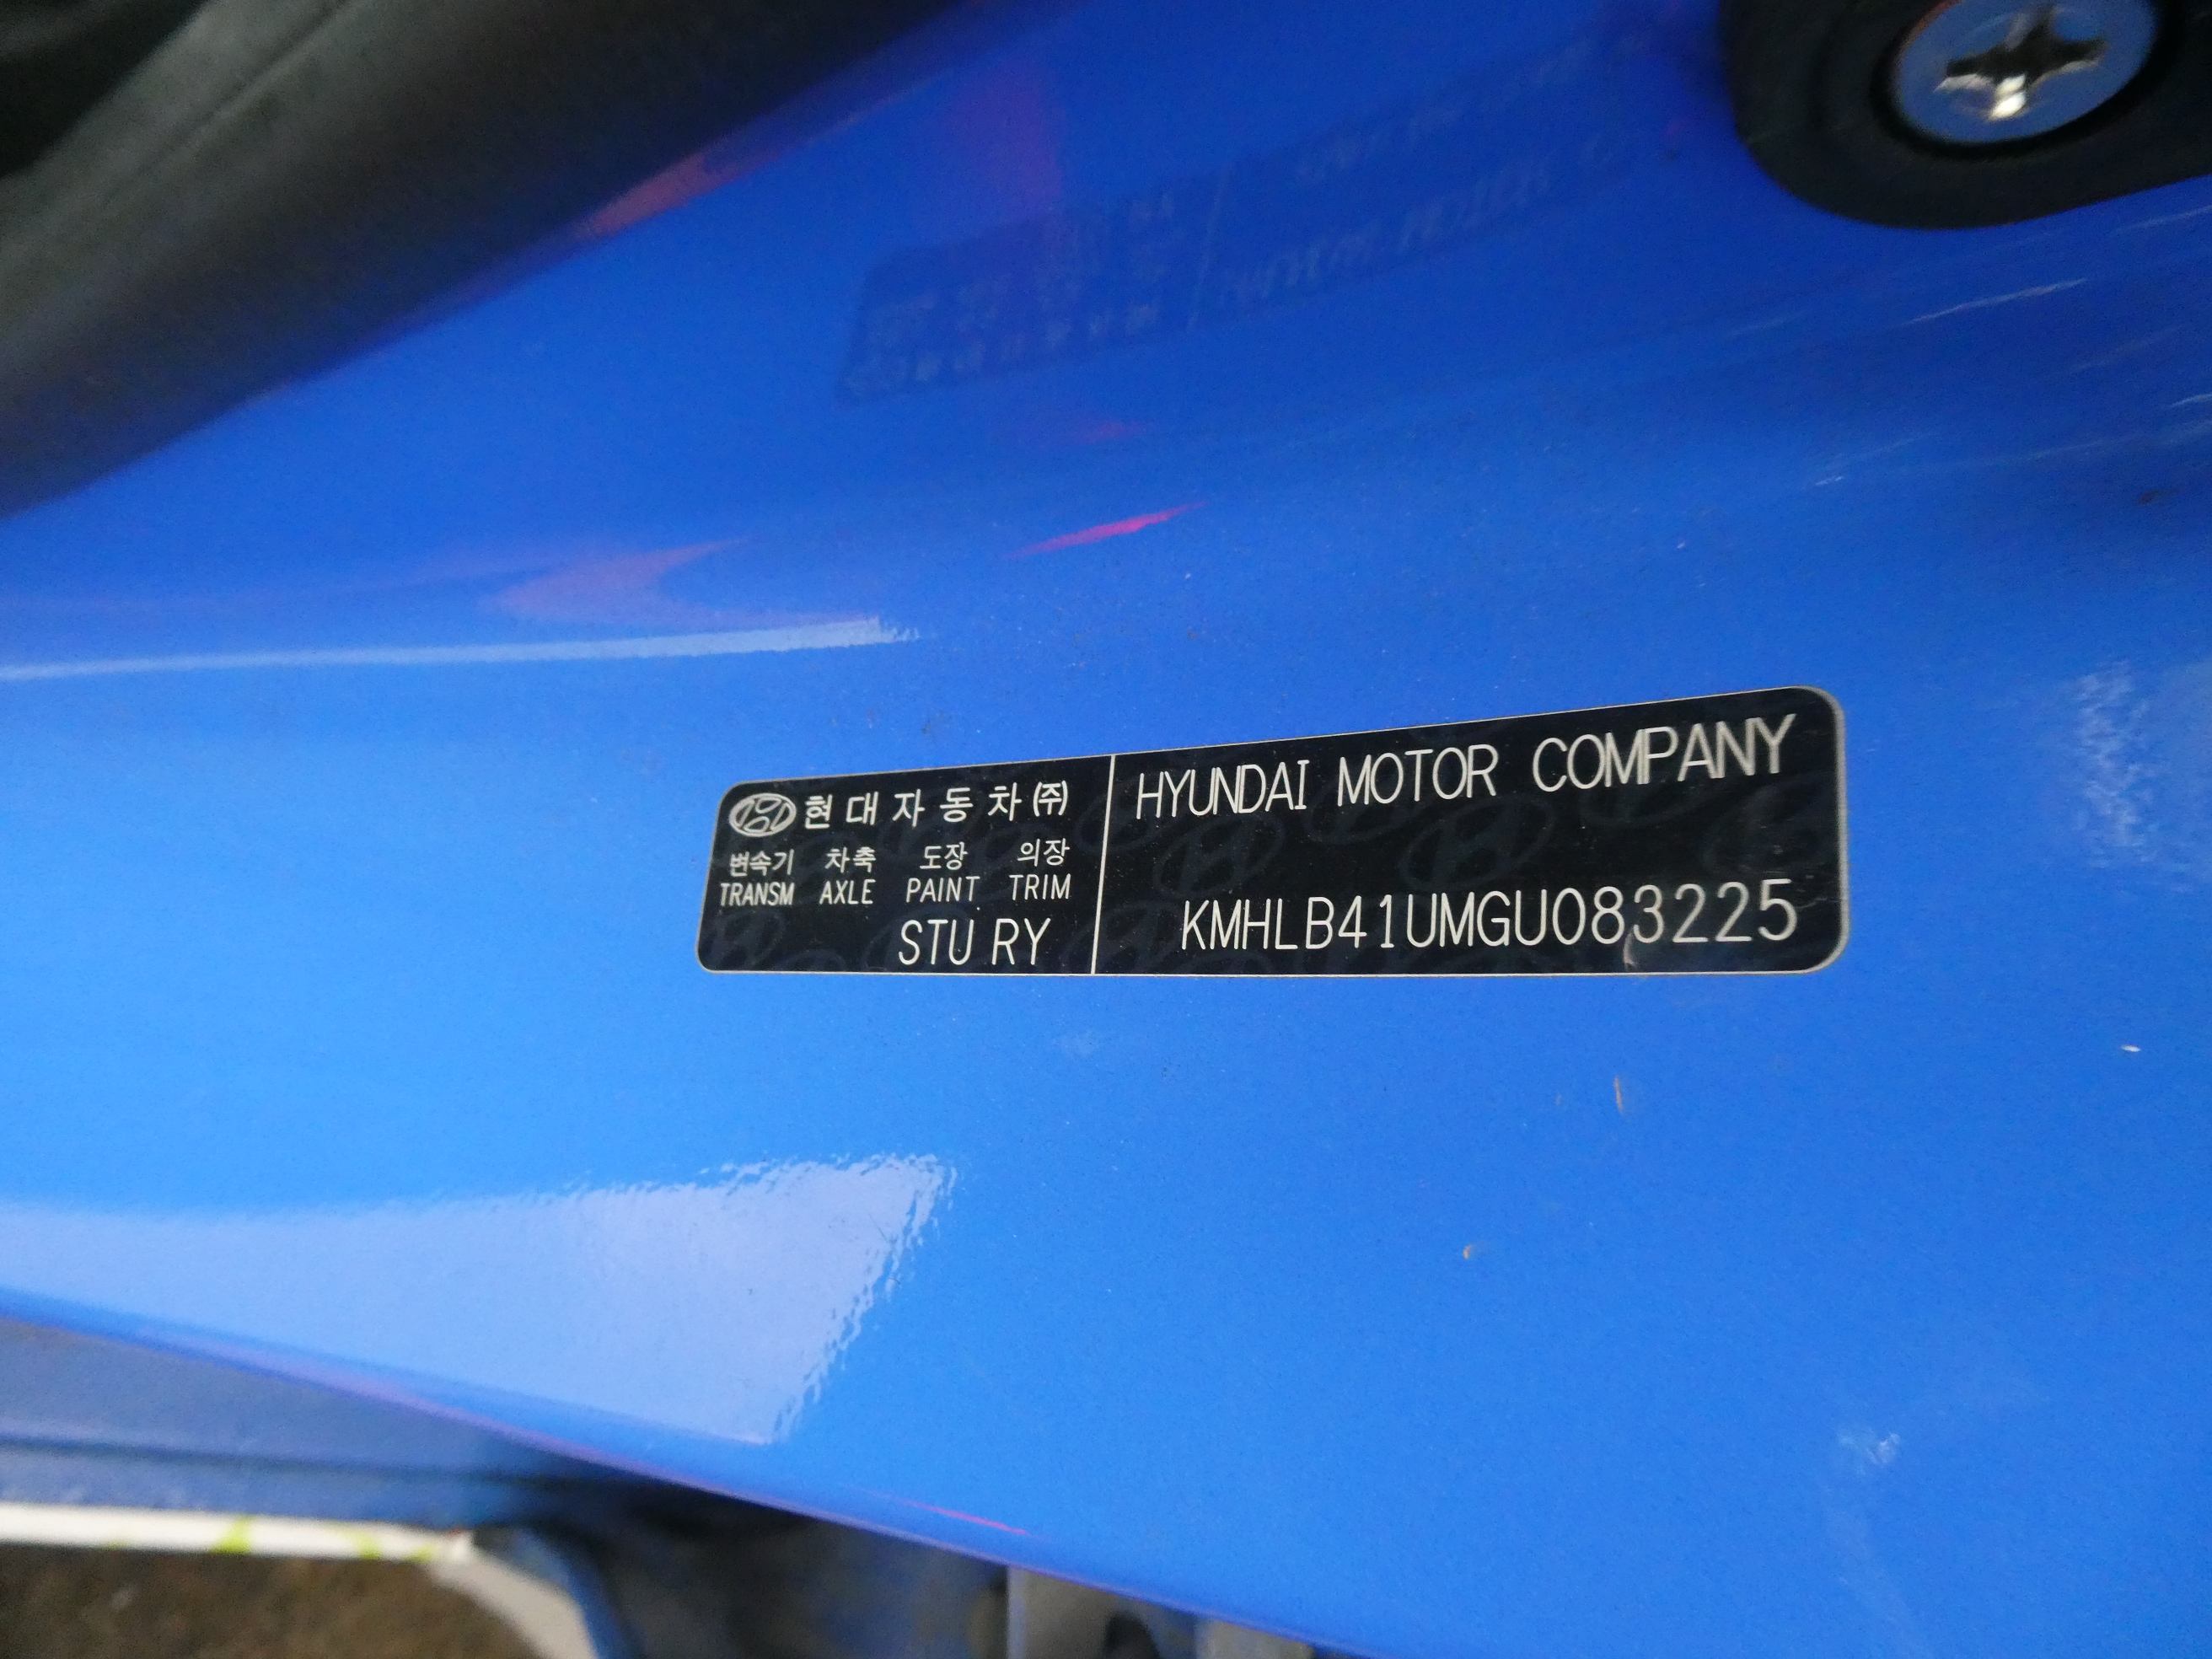 현대자동차(주)
변속기 차축 도장 의장
TRANSM AXLE PAINT TRIM
STU RY
HYUNDAI MOTOR COMPANY
KMHLB41UMGU083225